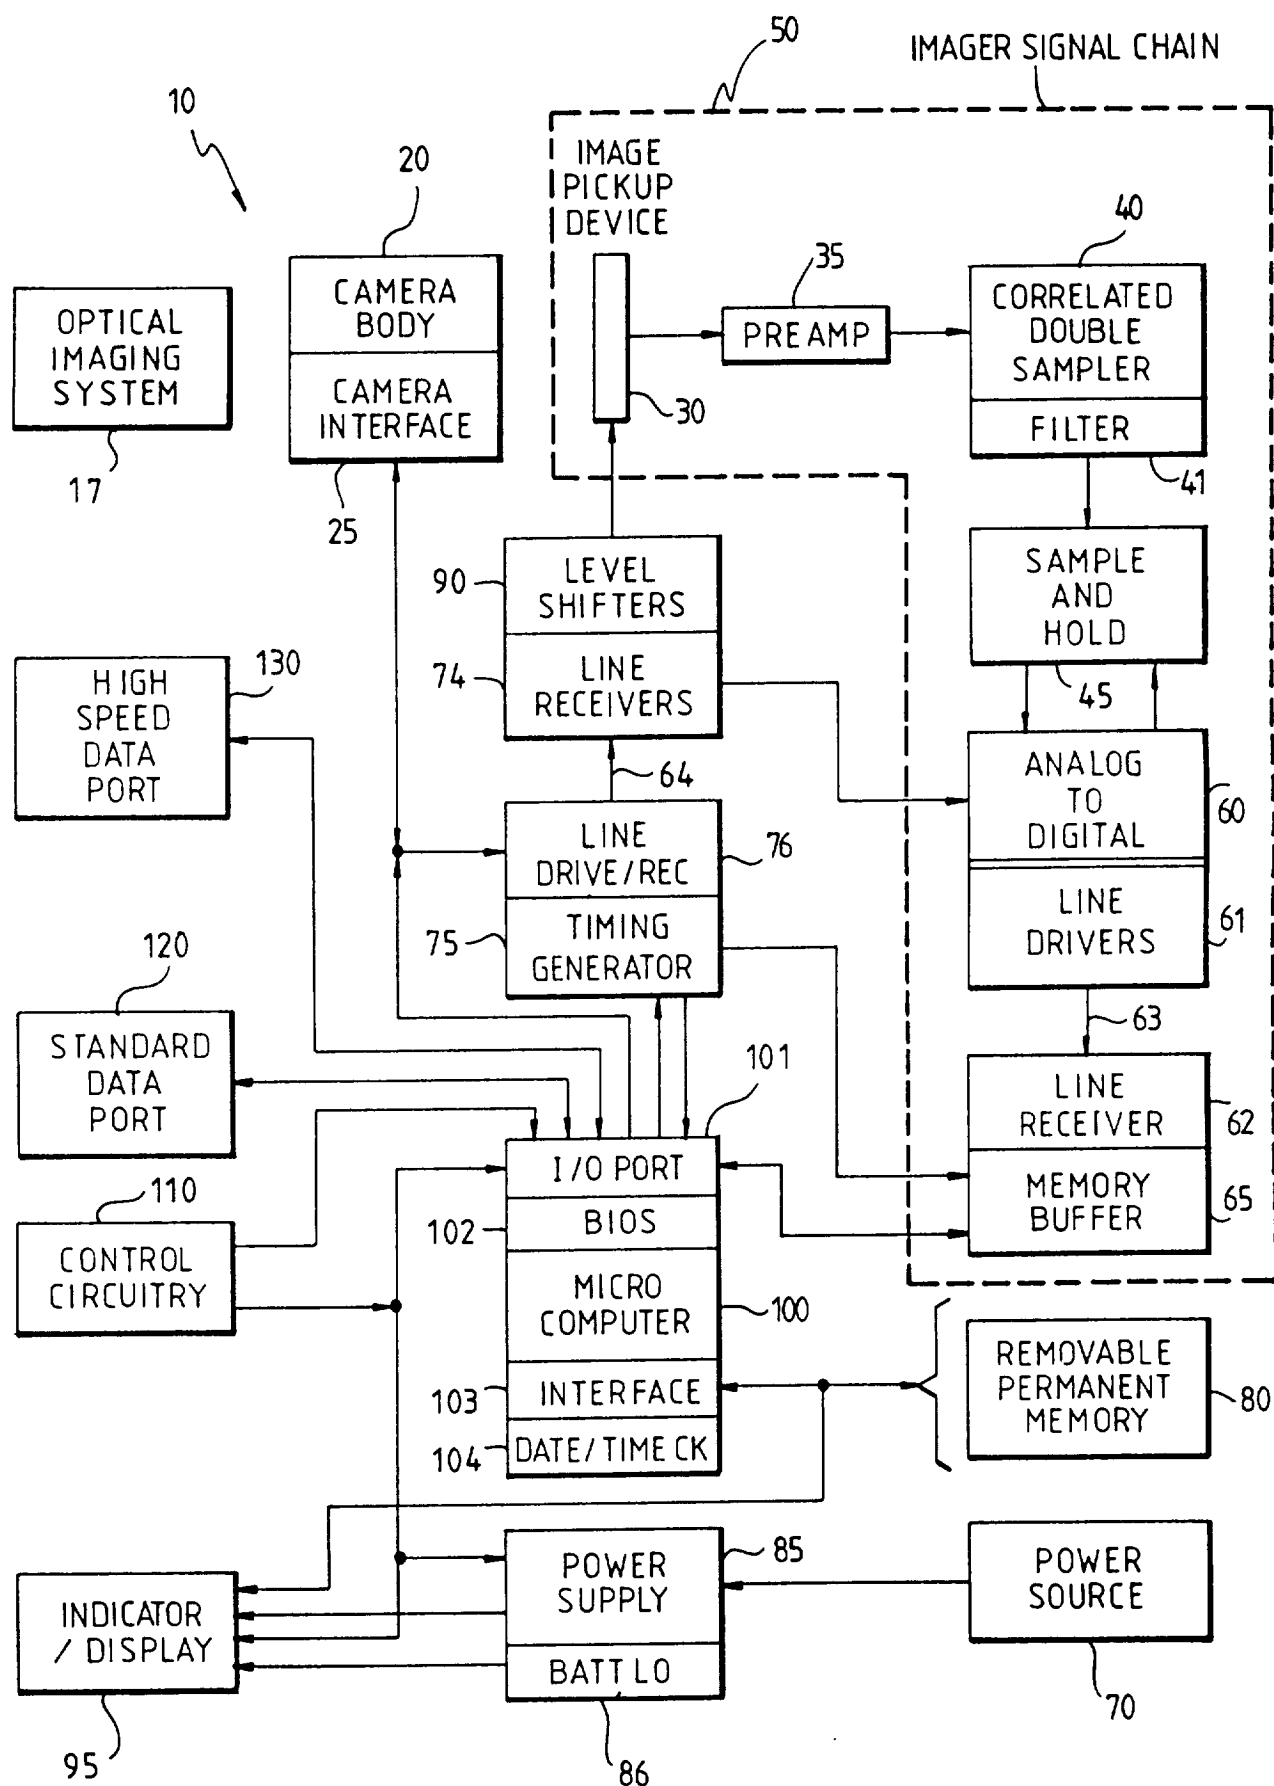 50
IMAGER SIGNAL CHAIN
10
20
IMAGE
PICKUP
DEVICE
40
35
CAMERA
BODY
CAMERA
INTERFACE
OPTICAL
IMAGING
SYSTEM
PREAMP
CORRELATED
DOUBLE
SAMPLER
FILTER
30
17
25
41
90
LEVEL
SHIFTERS
SAMPLE
AND
HOLD
130
HIGH
SPEED
DATA
PORT
74
LINE
RECEIVERS
45
64
ANALOG
TO
DIGITAL
60
LINE
DRIVE/REC
76
LINE
DRIVERS
61
75
TIMING
GENERATOR
120
63
STANDARD
DATA
PORT
101
LINE
RECEIVER
62
I/O PORT
110
MEMORY
BUFFER
65
102
BIOS
CONTROL
CIRCUITRY
MICRO
COMPUTER
100
REMOVABLE
PERMANENT
MEMORY
80
103
INTERFACE
104
DATE/TIME CK
85
POWER
SUPPLY
POWER
SOURCE
INDICATOR
/ DISPLAY
BATT LO
70
95
86